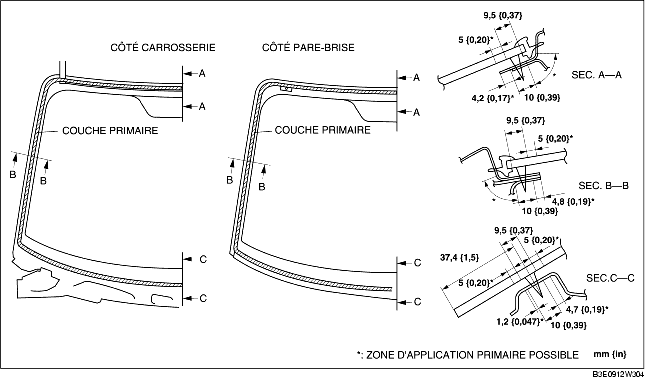 CÔTÉ CARROSSERIE
CÔTÉ PARE-BRISE
A
A
COUCHE PRIMAIRE
B
B
C
C
A
A
COUCHE PRIMAIRE
B
B
C
C
9,5 {0,37}
5 {0,20}*
SEC. A—A
*
4,2 {0,17}*
10 {0,39}
9,5 {0,37}
5 {0,20}*
SEC. B—B
*
4,8 {0,19}*
10 {0,39}
9,5 {0,37}
5 {0,20}*
37,4 {1,5}
5 {0,20}*
SEC.C—C
4,7 {0,19}*
1,2 {0,047}*
10 {0,39}
*: ZONE D'APPLICATION PRIMAIRE POSSIBLE
mm {in}
B3E0912W304